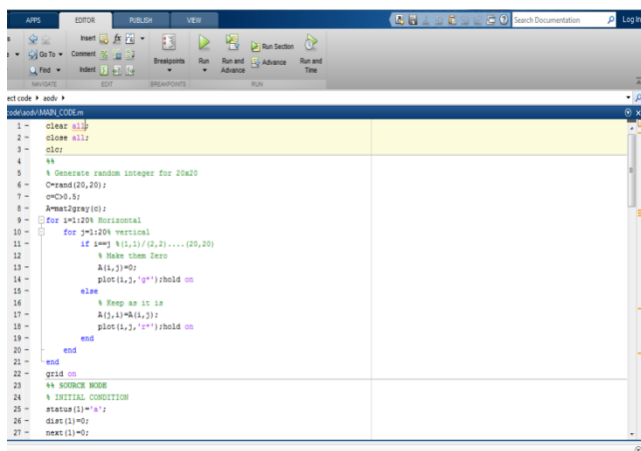 APPS EDITOR PUBLISH VIEW Search Documentation Log In
Insert fx
Go To Comment Breakpoints Run Run and Advance Run Section Advance Run and Time
Find Indent
NAVIGATE EDIT BREAKPOINTS RUN
ect code aodv
code\aodv\MAIN_CODE.m
1 clear all;
2 close all;
3 clc;
4 %%
5 % Generate random integer for 20x20
6 C=rand(20,20);
7 c=C>0.5;
8 A=mat2gray(c);
9 for i=1:20% Horizontal
10 for j=1:20% vertical
11 if i==j %(1,1)/(2,2)....(20,20)
12 % Make them Zero
13 A(i,j)=0;
14 plot(i,j,'g*');hold on
15 else
16 % Keep as it is
17 A(j,i)=A(i,j);
18 plot(i,j,'r*');hold on
19 end
20 end
21 end
22 grid on
23 %% SOURCE NODE
24 % INITIAL CONDITION
25 status(1)='a';
26 dist(1)=0;
27 next(1)=0;